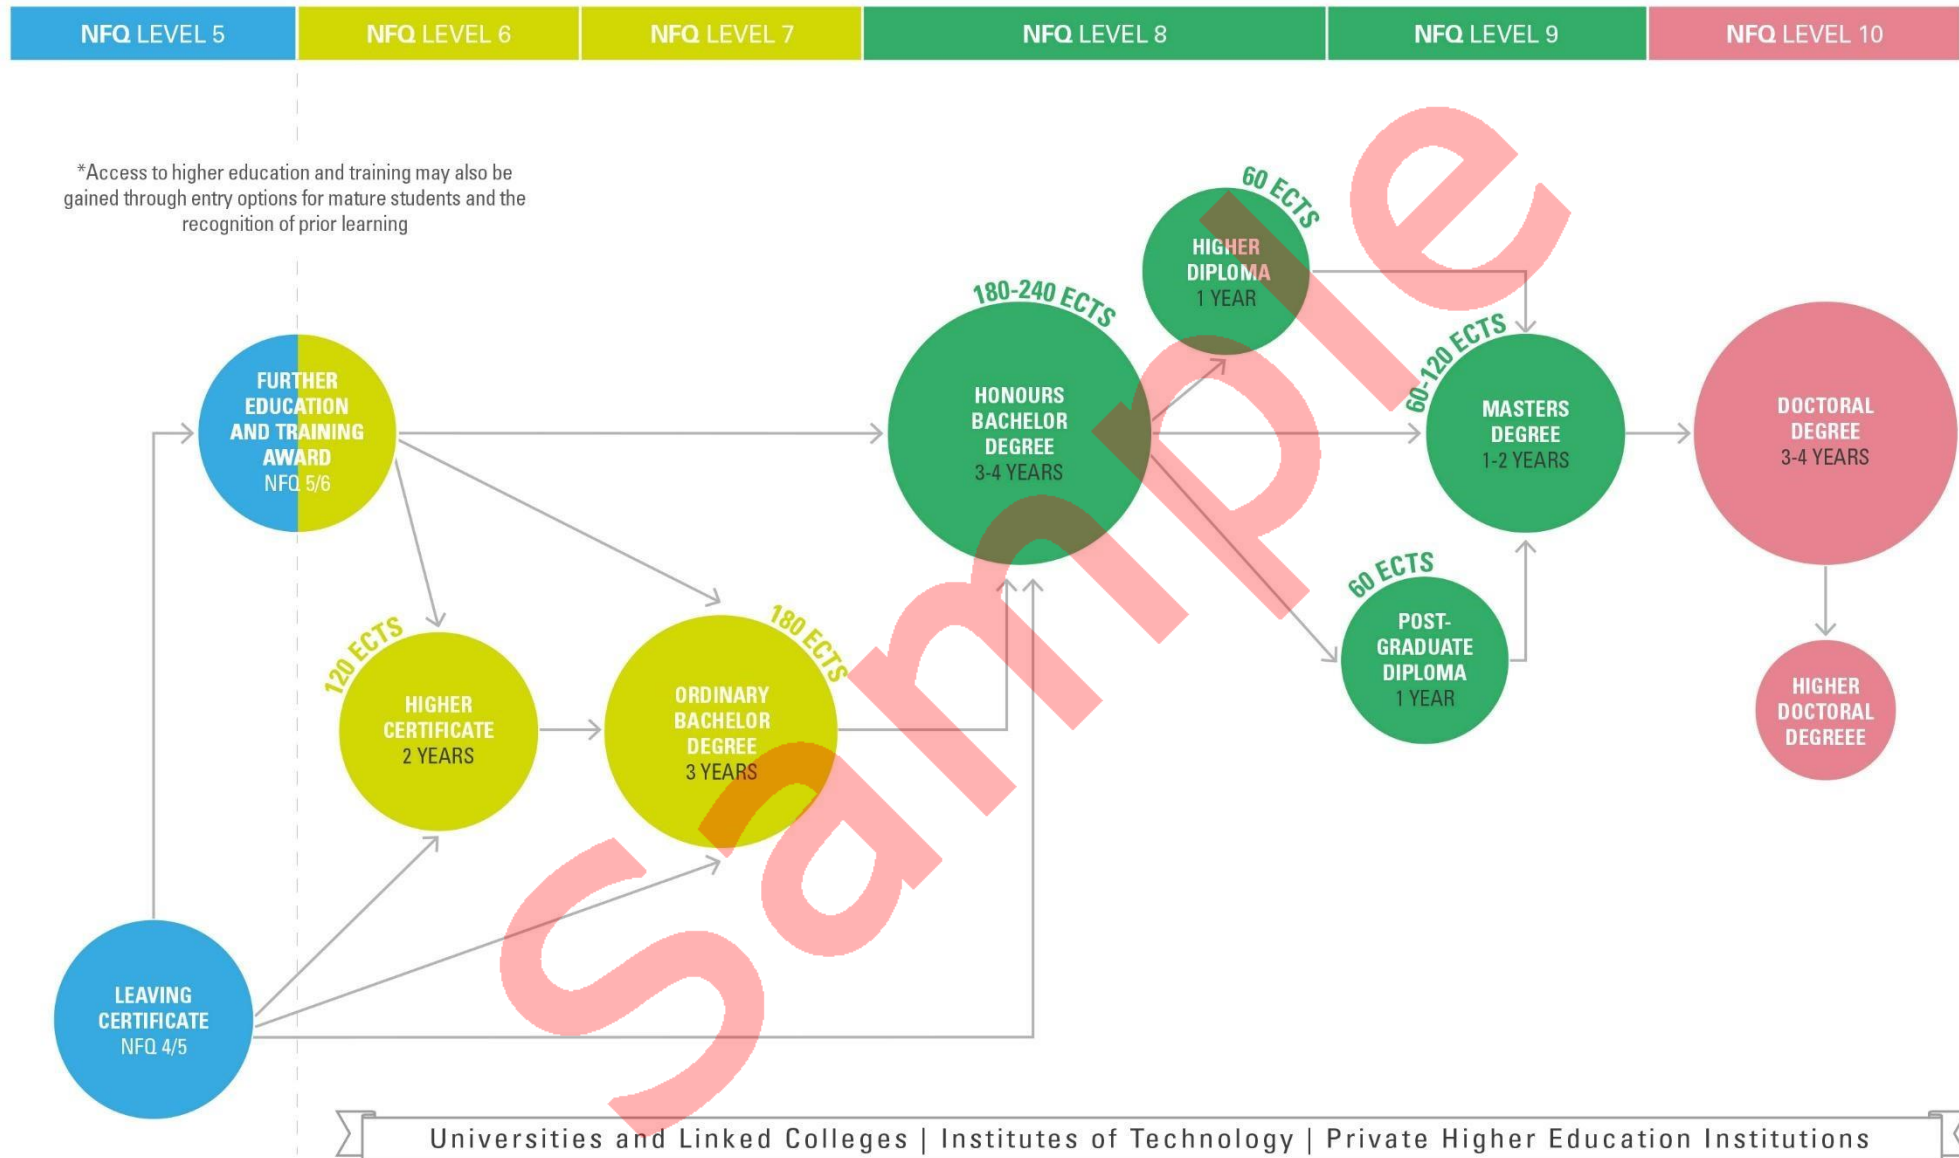 NFQ LEVEL 5
NFQ LEVEL 6
NFQ LEVEL 7
NFQ LEVEL 8
NFQ LEVEL 9
NFQ LEVEL 10
*Access to higher education and training may also be
gained through entry options for mature students and the
recognition of prior learning
FURTHER
EDUCATION
AND TRAINING
AWARD
NFQ 5/6
180-240 ECTS
HONOURS
BACHELOR
DEGREE
3-4 YEARS
60 ECTS
HIGHER
DIPLOMA
1 YEAR
60-120 ECTS
MASTERS
DEGREE
1-2 YEARS
DOCTORAL
DEGREE
3-4 YEARS
120 ECTS
HIGHER
CERTIFICATE
2 YEARS
180 ECTS
ORDINARY
BACHELOR
DEGREE
3 YEARS
60 ECTS
POST-
GRADUATE
DIPLOMA
1 YEAR
HIGHER
DOCTORAL
DEGREEE
LEAVING
CERTIFICATE
NFQ 4/5
Universities and Linked Colleges | Institutes of Technology | Private Higher Education Institutions
Sample